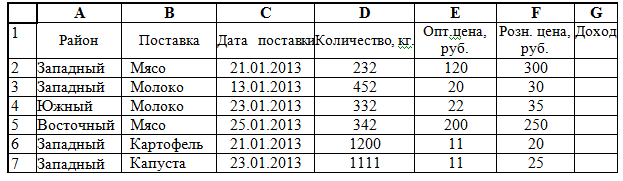 A B C D E F G
1 Район Поставка Дата поставки Количество, кг. Опт.цена, руб. Розн. цена, руб. Доход
2 Западный Мясо 21.01.2013 232 120 300
3 Западный Молоко 13.01.2013 452 20 30
4 Южный Молоко 23.01.2013 332 22 35
5 Восточный Мясо 25.01.2013 342 200 250
6 Западный Картофель 21.01.2013 1200 11 20
7 Западный Капуста 23.01.2013 1111 11 25